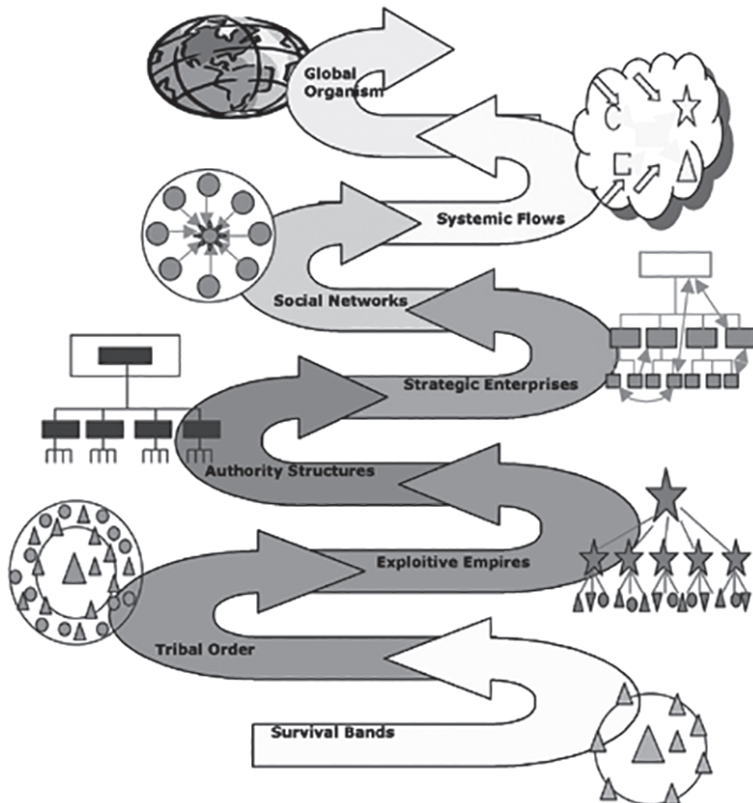 Global
Organism
Systemic Flows
Social Networks
Strategic Enterprises
Authority Structures
Exploitive Empires
Tribal Order
Survival Bands